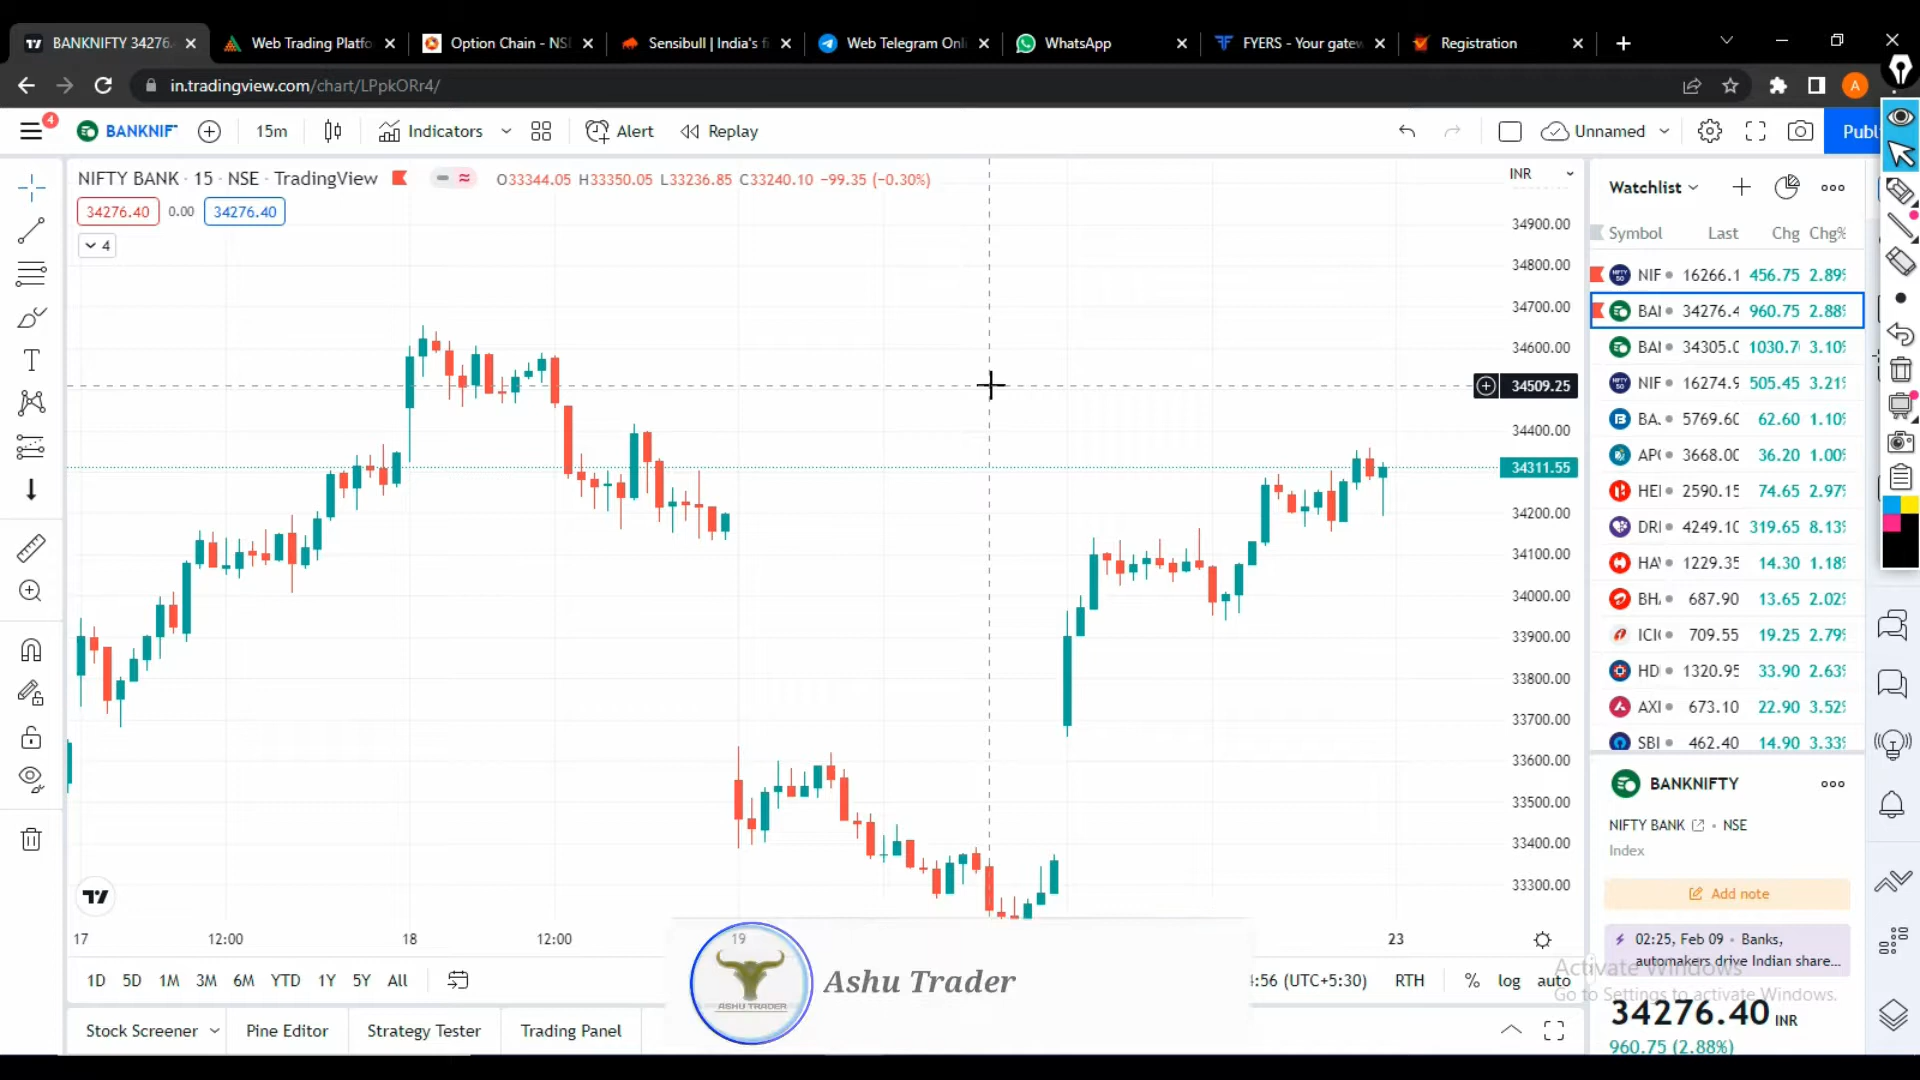 BANKNIFTY 34276.
Web Trading Platfo
Option Chain - NS
Sensibull | India's f
Web Telegram Onli
WhatsApp
FYERS - Your gatew
Registration
in.tradingview.com/chart/LPpkORr4/
A
4
BANKNIF
15m
Indicators
Alert
Replay
Unnamed
Publ
NIFTY BANK · 15 · NSE · TradingView
O33344.05 H33350.05 L33236.85 C33240.10 −99.35 (−0.30%)
INR
34276.40 0.00 34276.40
4
34900.00
34800.00
34700.00
34600.00
34509.25
34400.00
34311.55
34200.00
34100.00
34000.00
33900.00
33800.00
33700.00
33600.00
33500.00
33400.00
33300.00
17 12:00 18 12:00 19 23
Watchlist
Symbol Last Chg Chg%
NIF 16266.1 456.75 2.89
BAI 34276.4 960.75 2.88
BAI 34305.0 1030.7 3.10
NIF 16274.9 505.45 3.21
BA. 5769.60 62.60 1.10
AP 3668.00 36.20 1.00
HE 2590.15 74.65 2.97
DR 4249.10 319.65 8.13
HA 1229.35 14.30 1.18
BH 687.90 13.65 2.02
ICI 709.55 19.25 2.79
HD 1320.95 33.90 2.63
AXI 673.10 22.90 3.52
SBI 462.40 14.90 3.33
BANKNIFTY
NIFTY BANK • NSE
Index
Add note
02:25, Feb 09 • Banks,
automakers drive Indian share...
34276.40 INR
960.75 (2.88%)
Activate Windows
Go to Settings to activate Windows.
1D 5D 1M 3M 6M YTD 1Y 5Y All
:56 (UTC+5:30) RTH % log auto
ASHU TRADER
Ashu Trader
Stock Screener
Pine Editor
Strategy Tester
Trading Panel